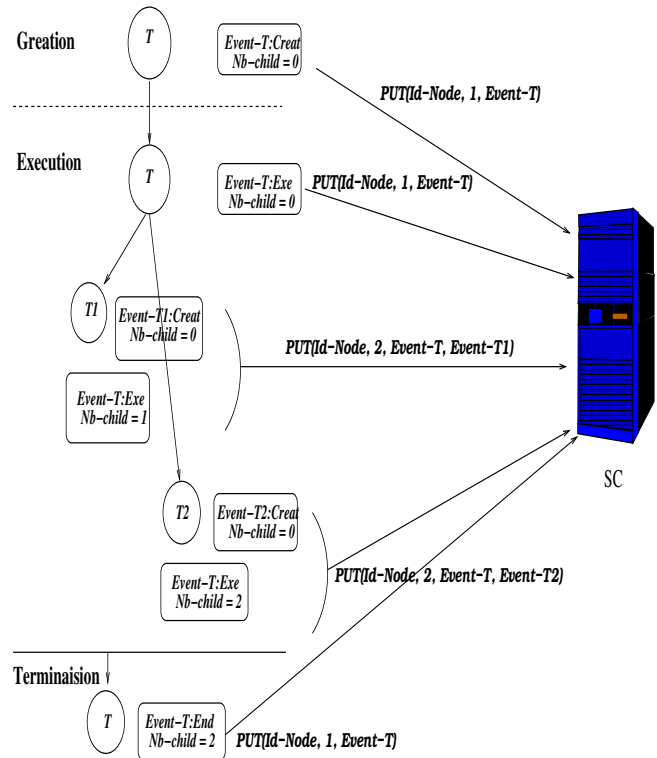 Greation
T
Event-T:Creat
Nb-child = 0
PUT(Id-Node, 1, Event-T)
Execution
T
Event-T:Exe
Nb-child = 0
PUT(Id-Node, 1, Event-T)
T1
Event-T1:Creat
Nb-child = 0
PUT(Id-Node, 2, Event-T, Event-T1)
Event-T:Exe
Nb-child = 1
SC
T2
Event-T2:Creat
Nb-child = 0
Event-T:Exe
Nb-child = 2
PUT(Id-Node, 2, Event-T, Event-T2)
Terminaision
T
Event-T:End
Nb-child = 2
PUT(Id-Node, 1, Event-T)